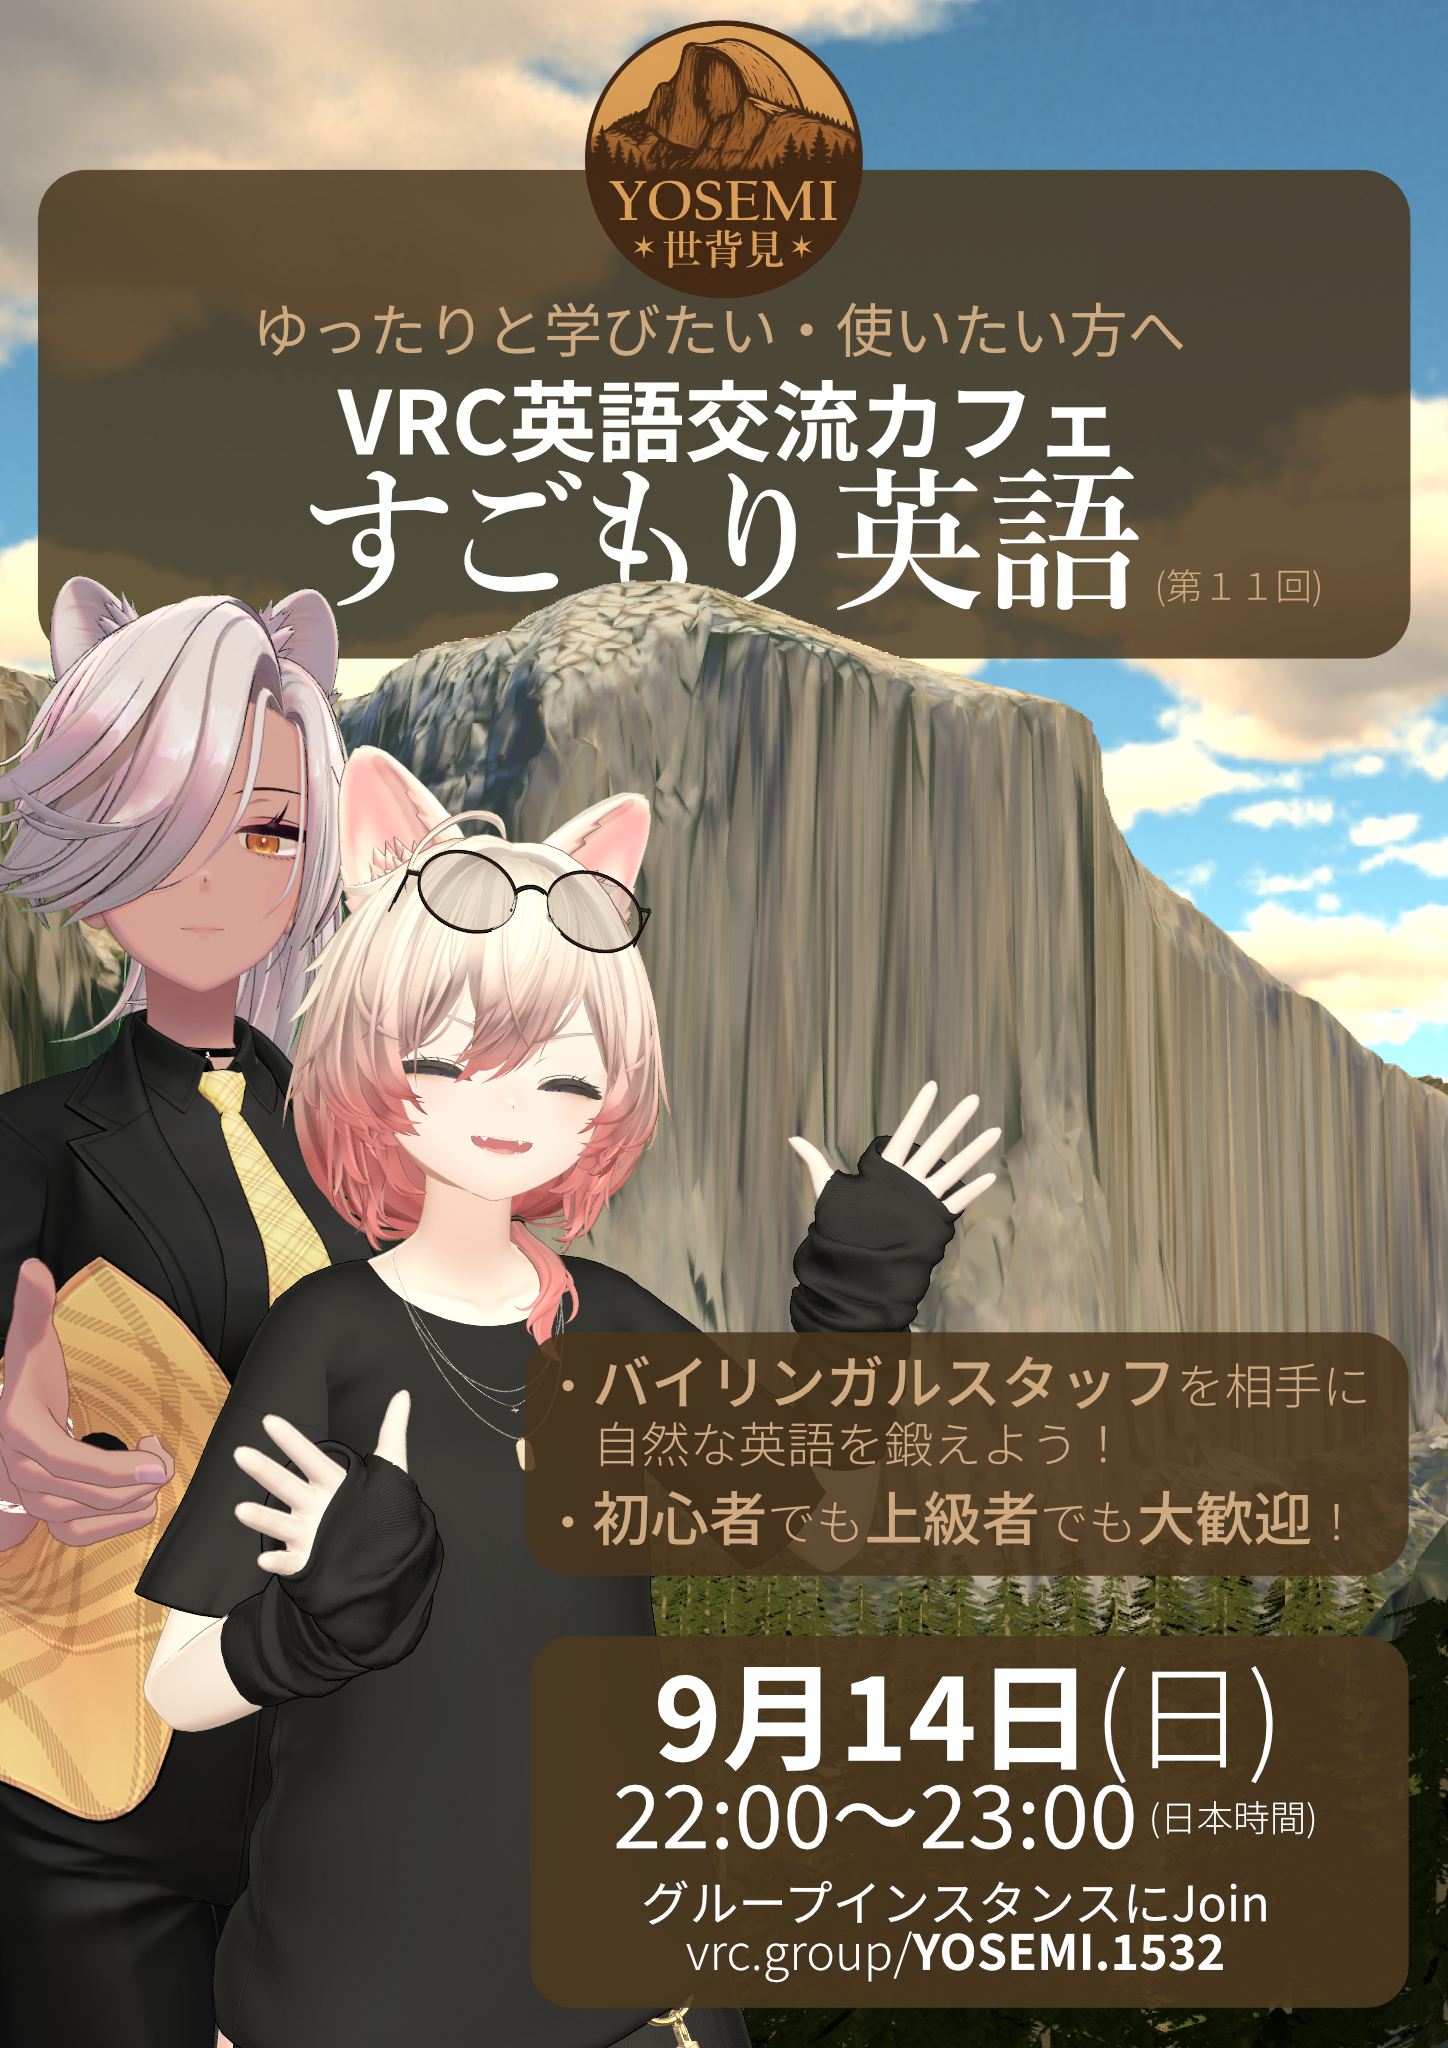 YOSEMI
✶世背見✶
ゆったりと学びたい・使いたい方へ
VRC英語交流カフェ
すごもり英語 (第１１回)
・バイリンガルスタッフを相手に
自然な英語を鍛えよう！
・初心者でも上級者でも大歓迎！
9月14日(日)
22:00〜23:00 (日本時間)
グループインスタンスにJoin
vrc.group/YOSEMI.1532